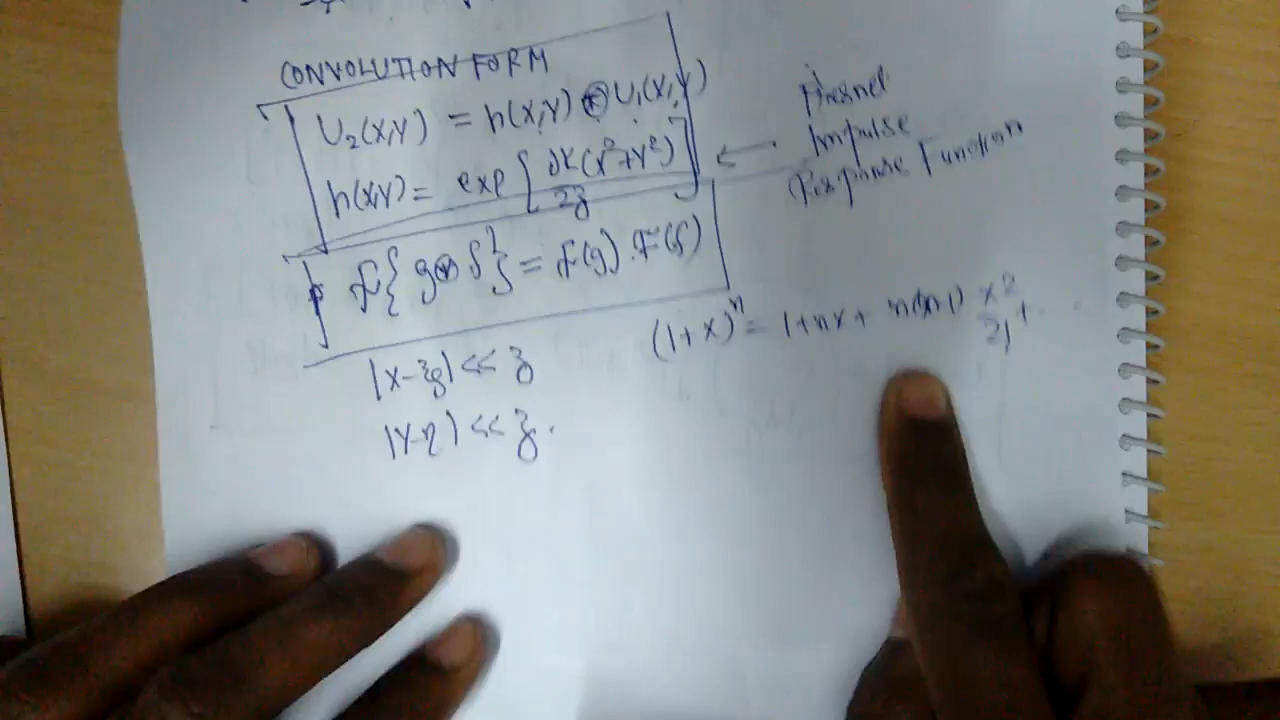 CONVOLUTION FORM
U₂(X,Y) = h(X,Y) ⊛ U₁(X,Y)
h(X,Y) = exp [ jK(X²+Y²) / 2z ]
Fresnel
Impulse
Response Function
F{g ⊛ f} = F(g) . F(f)
(1+x)ⁿ = 1+nx+ n(n-1) x²/2! + ..
|X-ξ| << z
|Y-η| << z.